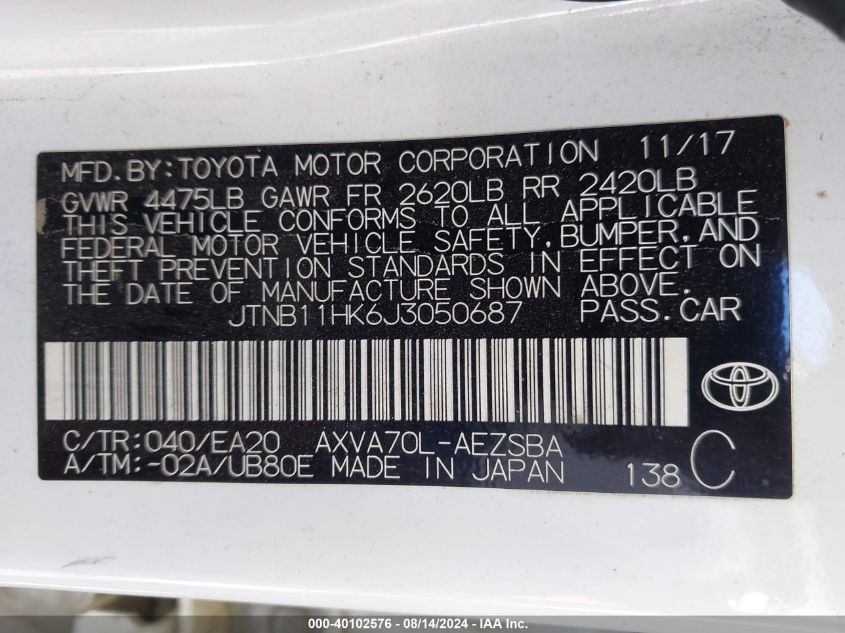 MFD.BY:TOYOTA MOTOR CORPORATION 11/17
GVWR 4475LB GAWR FR 2620LB RR 2420LB
THIS VEHICLE CONFORMS TO ALL APPLICABLE
FEDERAL MOTOR VEHICLE SAFETY,BUMPER,AND
THEFT PREVENTION STANDARDS IN EFFECT ON
THE DATE OF MANUFACTURE SHOWN ABOVE.
JTNB11HK6J3050687 PASS.CAR
C/TR:040/EA20 AXVA70L-AEZSBA
A/TM:-02A/UB80E MADE IN JAPAN 138 C
000-40102576 - 08/14/2024 - IAA Inc.